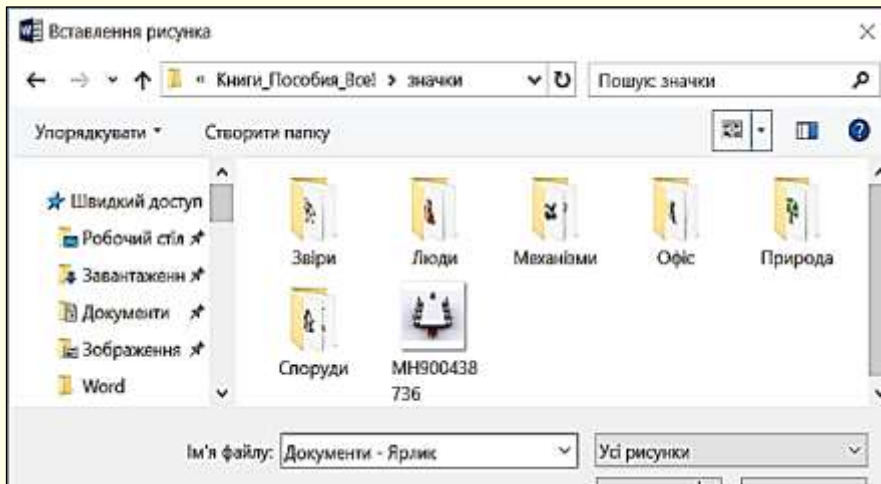 Вставлення рисунка
« Книги_Пособия_Все! > значки
Пошук: значки
Упорядкувати
Створити папку
Швидкий доступ
Робочий стіл
Завантаженн
Документи
Зображення
Word
Звіри
Люди
Механізми
Офіс
Природа
Споруди
MH900438
736
Ім'я файлу:
Документи - Ярлик
Усі рисунки